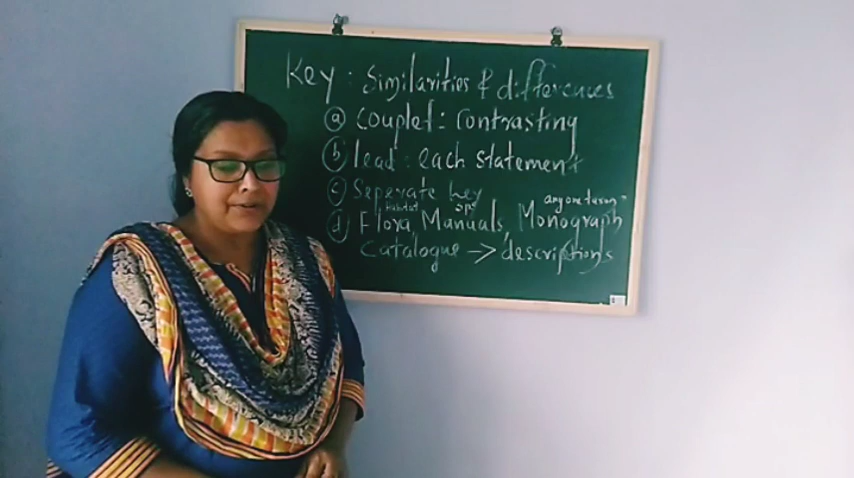 Key : Similarities & differences
(a) Couplet : Contrasting
(b) lead : each statement
(c) Seperate key
Habitat sps any one taxon
(d) Flora, Manuals, Monograph
Catalogue → descriptions